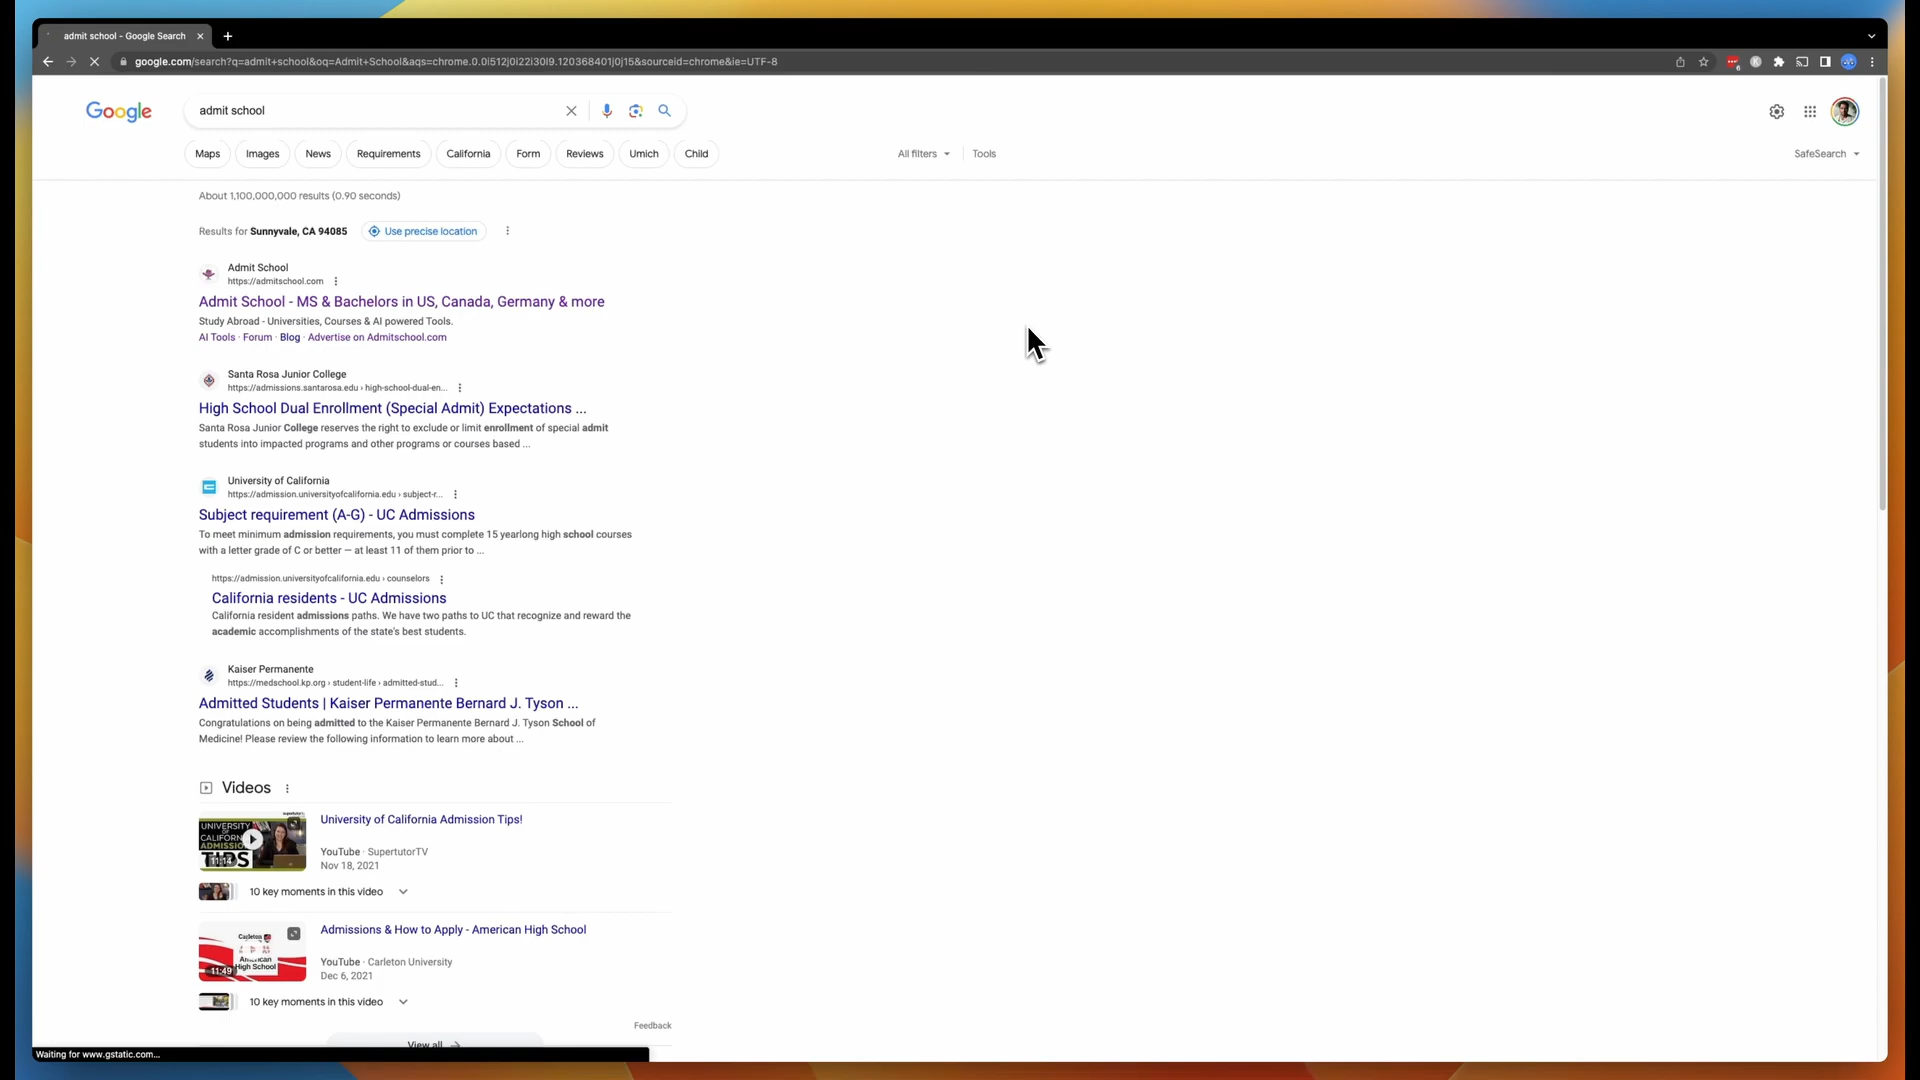 admit school - Google Search
google.com/search?q=admit+school&oq=Admit+School&aqs=chrome.0.0i512j0i22i30l9.120368401j0j15&sourceid=chrome&ie=UTF-8
Google
admit school
Maps
Images
News
Requirements
California
Form
Reviews
Umich
Child
All filters
Tools
SafeSearch
About 1,100,000,000 results (0.90 seconds)
Results for Sunnyvale, CA 94085
Use precise location
Admit School
https://admitschool.com
Admit School - MS & Bachelors in US, Canada, Germany & more
Study Abroad - Universities, Courses & AI powered Tools.
AI Tools · Forum · Blog · Advertise on Admitschool.com
Santa Rosa Junior College
https://admissions.santarosa.edu › high-school-dual-en...
High School Dual Enrollment (Special Admit) Expectations ...
Santa Rosa Junior College reserves the right to exclude or limit enrollment of special admit
students into impacted programs and other programs or courses based ...
University of California
https://admission.universityofcalifornia.edu › subject-r...
Subject requirement (A-G) - UC Admissions
To meet minimum admission requirements, you must complete 15 yearlong high school courses
with a letter grade of C or better — at least 11 of them prior to ...
https://admission.universityofcalifornia.edu › counselors
California residents - UC Admissions
California resident admissions paths. We have two paths to UC that recognize and reward the
academic accomplishments of the state's best students.
Kaiser Permanente
https://medschool.kp.org › student-life › admitted-stud...
Admitted Students | Kaiser Permanente Bernard J. Tyson ...
Congratulations on being admitted to the Kaiser Permanente Bernard J. Tyson School of
Medicine! Please review the following information to learn more about ...
Videos
UNIVERSITY
OF
CALIFORN
ADMISSION
TIPS
11:14
University of California Admission Tips!
YouTube · SupertutorTV
Nov 18, 2021
10 key moments in this video
Carleton
American
High School
11:49
Admissions & How to Apply - American High School
YouTube · Carleton University
Dec 6, 2021
10 key moments in this video
Feedback
View all
Waiting for www.gstatic.com...